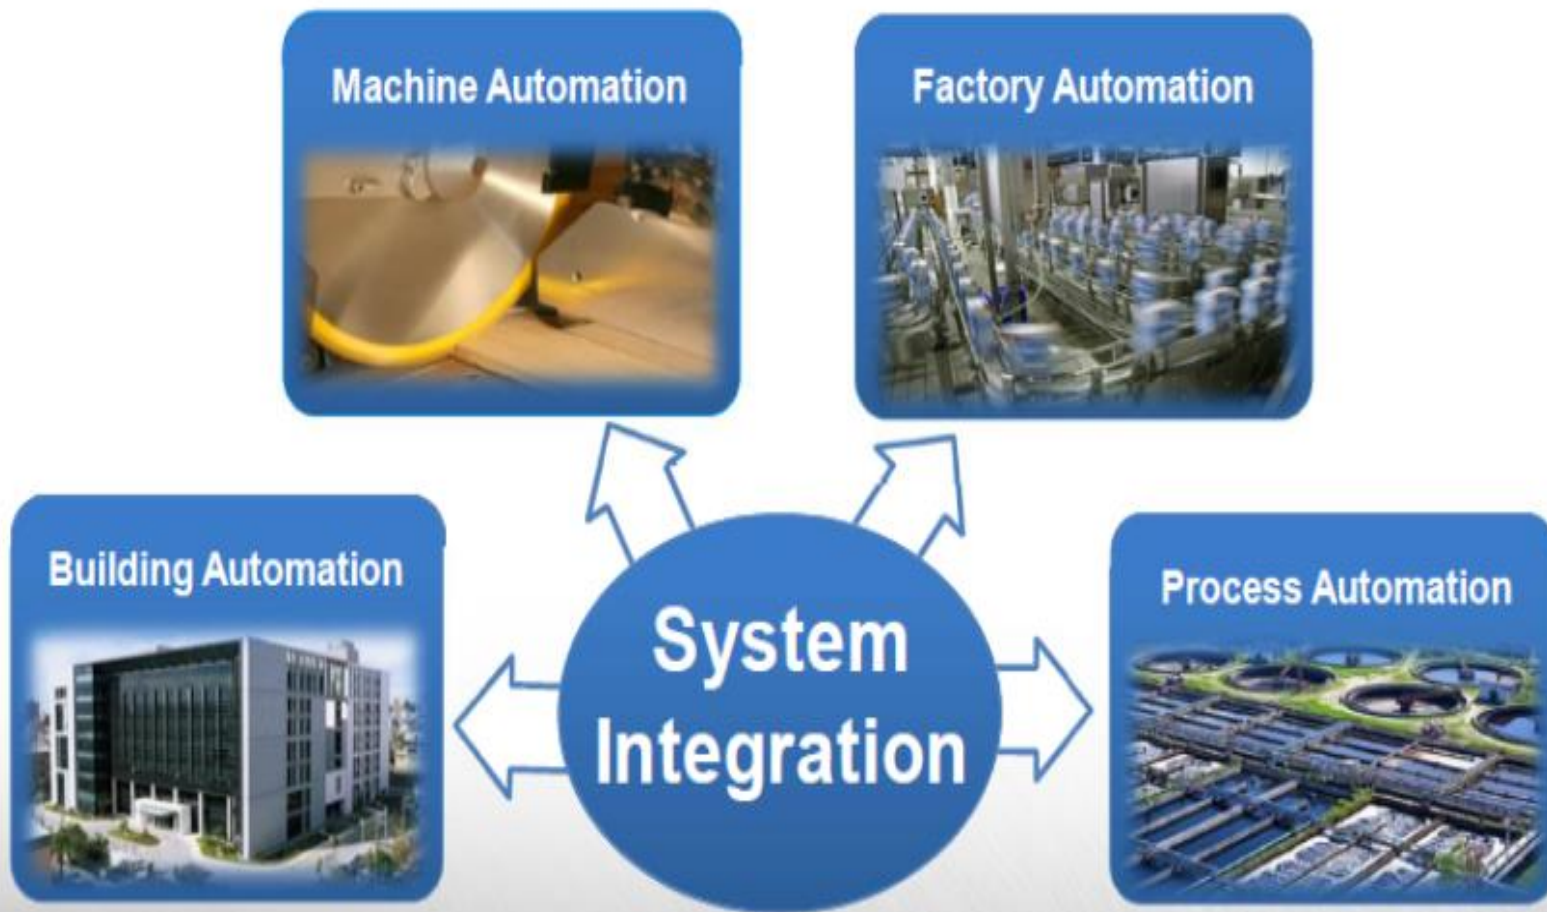 Machine Automation
Factory Automation
Building Automation
Process Automation
System
Integration